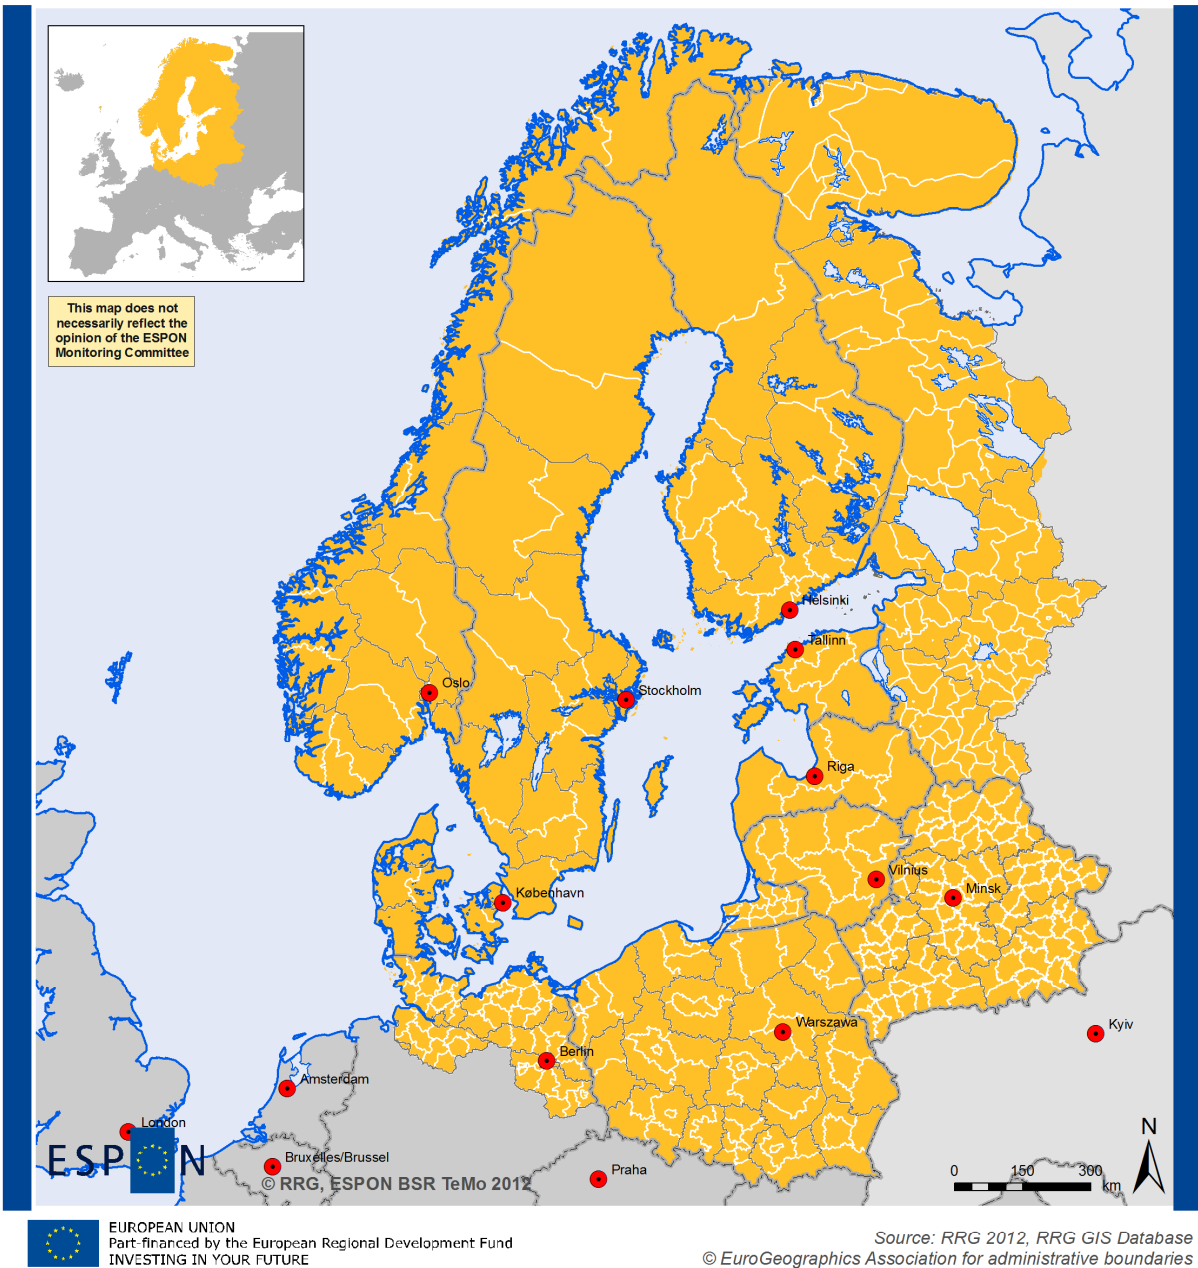 This map does not
necessarily reflect the
opinion of the ESPON
Monitoring Committee
Helsinki
Tallinn
Oslo
Stockholm
Riga
Vilnius
Minsk
København
Warszawa
Kyiv
Berlin
Amsterdam
London
Bruxelles/Brussel
Praha
N
0 150 300
km
ESPON
© RRG, ESPON BSR TeMo 2012
EUROPEAN UNION
Part-financed by the European Regional Development Fund
INVESTING IN YOUR FUTURE
Source: RRG 2012, RRG GIS Database
© EuroGeographics Association for administrative boundaries